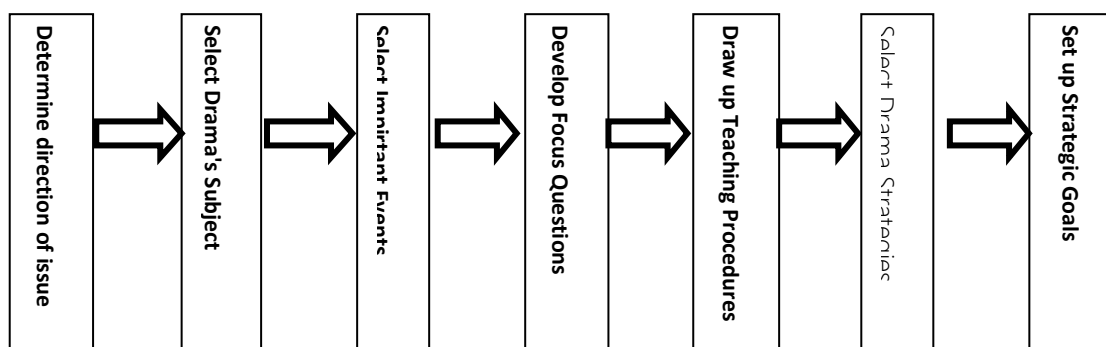 Determine direction of issue
Select Drama's Subject
Select Impirtant Events
Develop Focus Questions
Draw up Teaching Procedures
Select Drama Strategies
Set up Strategic Goals